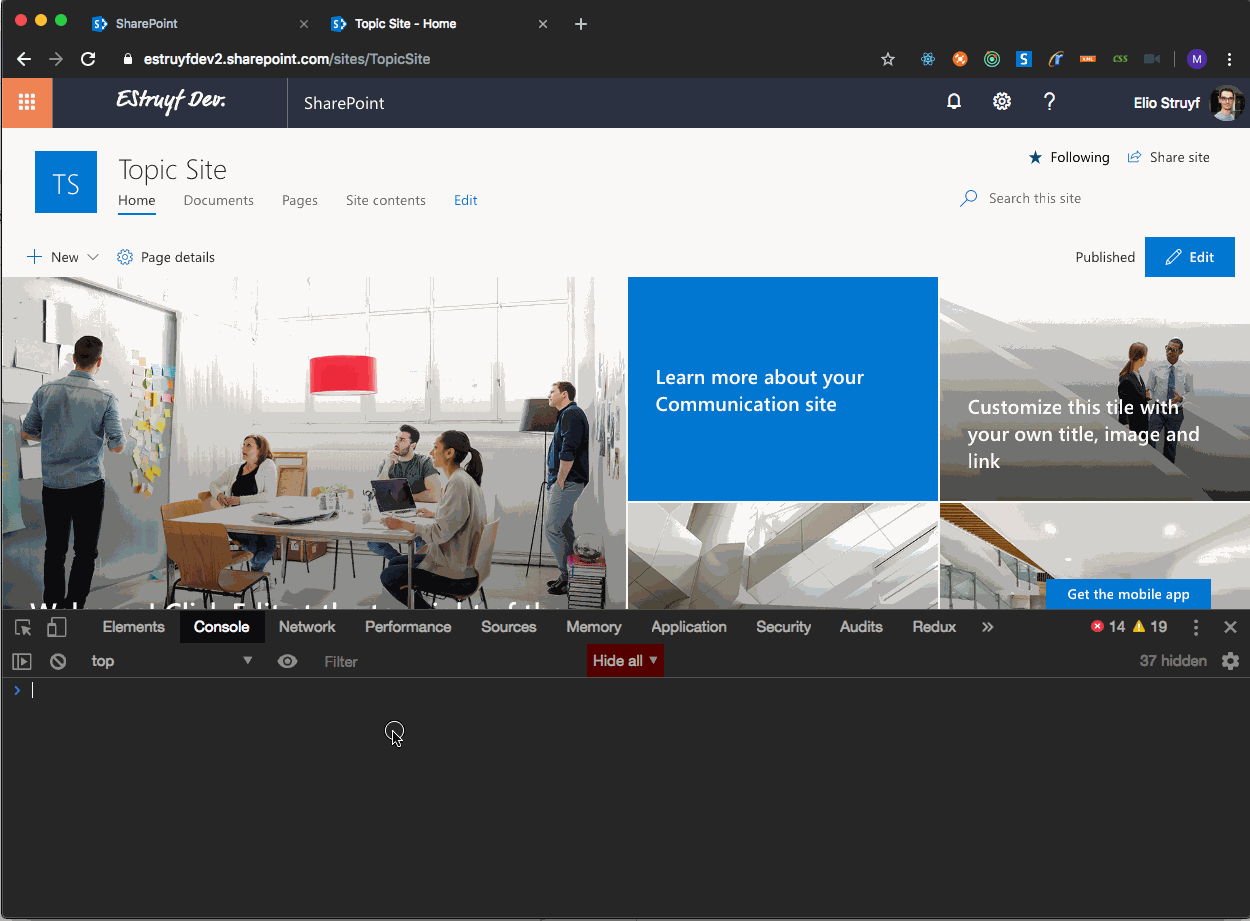 SharePoint
Topic Site - Home
estruyfdev2.sharepoint.com/sites/TopicSite
S
XML
CSS
M
EStruyf Dev.
SharePoint
Elio Struyf
TS
Topic Site
Following
Share site
Home
Documents
Pages
Site contents
Edit
Search this site
New
Page details
Published
Edit
Learn more about your
Communication site
Customize this tile with
your own title, image and
link
Get the mobile app
Elements
Console
Network
Performance
Sources
Memory
Application
Security
Audits
Redux
14
19
top
Filter
Hide all
37 hidden